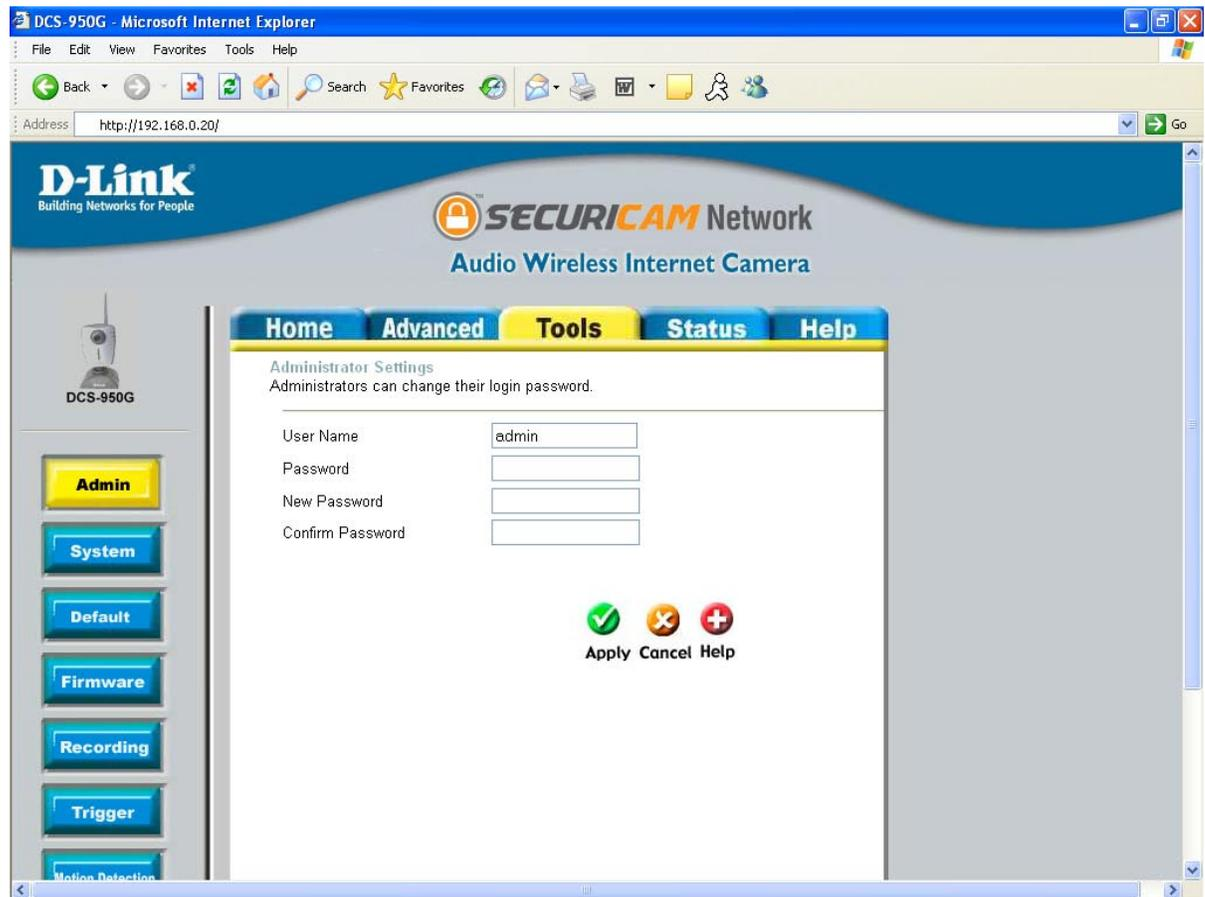 DCS-950G - Microsoft Internet Explorer
File Edit View Favorites Tools Help
Back Search Favorites
Address http://192.168.0.20/ Go
D-Link
Building Networks for People
SECURICAM Network
Audio Wireless Internet Camera
DCS-950G
Home Advanced Tools Status Help
Administrator Settings
Administrators can change their login password.
User Name admin
Password
New Password
Confirm Password
Apply Cancel Help
Admin
System
Default
Firmware
Recording
Trigger
Motion Detection